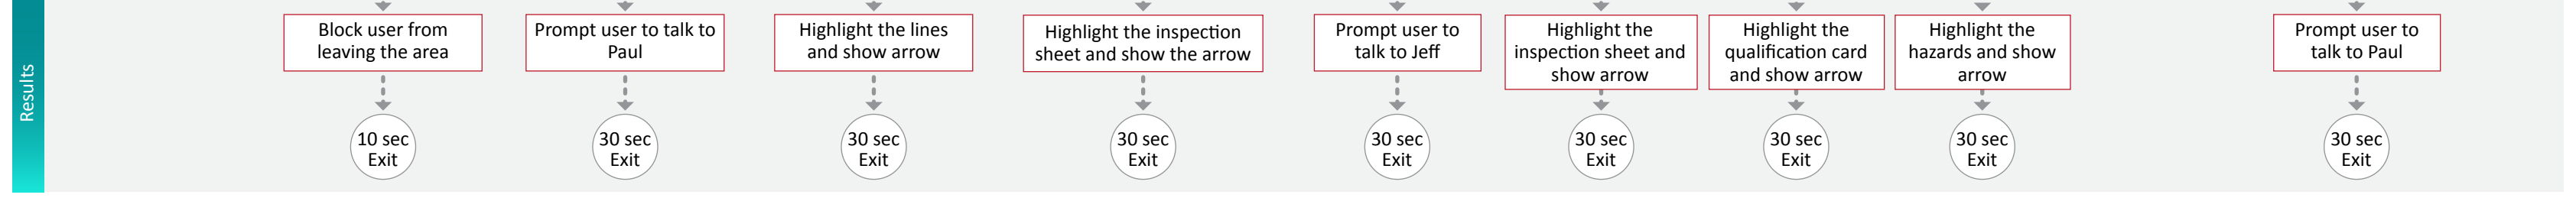 Results
Block user from
leaving the area
Prompt user to talk to
Paul
Highlight the lines
and show arrow
Highlight the inspection
sheet and show the arrow
Prompt user to
talk to Jeff
Highlight the
inspection sheet and
show arrow
Highlight the
qualification card
and show arrow
Highlight the
hazards and show
arrow
Prompt user to
talk to Paul
10 sec
Exit
30 sec
Exit
30 sec
Exit
30 sec
Exit
30 sec
Exit
30 sec
Exit
30 sec
Exit
30 sec
Exit
30 sec
Exit